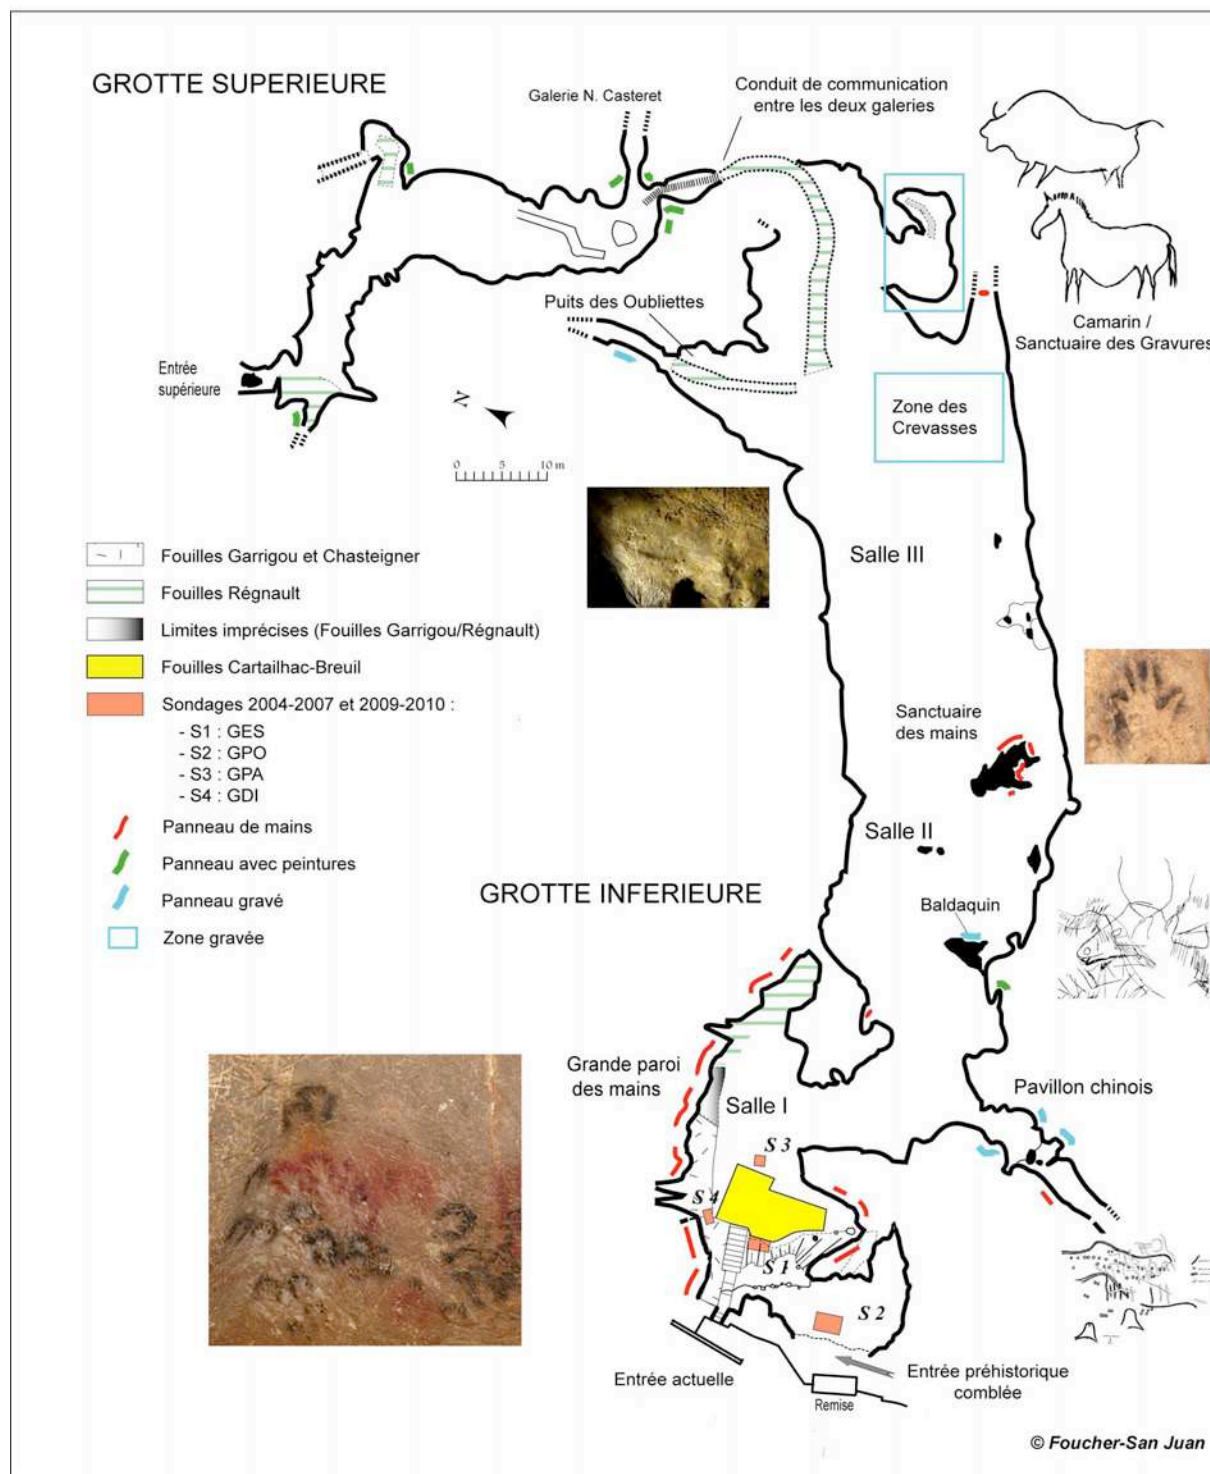 GROTTE SUPERIEURE
Galerie N. Casteret
Conduit de communication
entre les deux galeries
Puits des Oubliettes
Camarin /
Sanctuaire des Gravures
Entrée
supérieure
N
Zone des
Crevasses
0 5 10 m
Salle III
Fouilles Garrigou et Chasteigner
Fouilles Régnault
Limites imprécises (Fouilles Garrigou/Régnault)
Fouilles Cartailhac-Breuil
Sondages 2004-2007 et 2009-2010 :
- S1 : GES
- S2 : GPO
- S3 : GPA
- S4 : GDI
Panneau de mains
Panneau avec peintures
Panneau gravé
Zone gravée
Sanctuaire
des mains
Salle II
GROTTE INFERIEURE
Baldaquin
Grande paroi
des mains
Salle I
Pavillon chinois
S 3
S 4
S 1
S 2
Entrée actuelle
Entrée préhistorique
comblée
Remise
© Foucher-San Juan